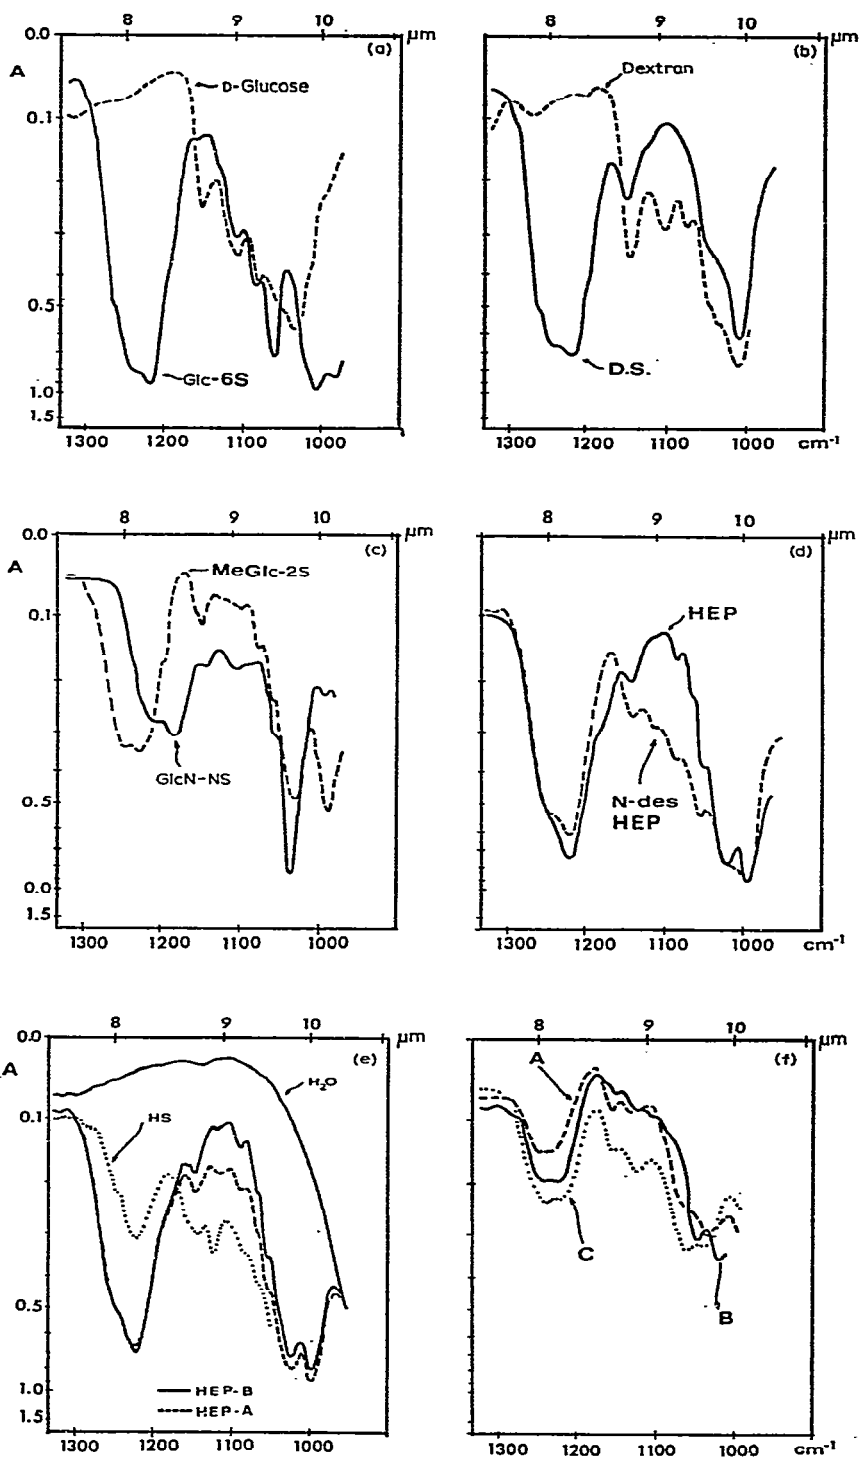 8 9 10 μm
0.0
(a)
A
D-Glucose
0.1
0.5
Glc-6S
1.0
1.5
1300 1200 1100 1000
8 9 10 μm
(b)
Dextran
D.S.
1300 1200 1100 1000 cm-1
8 9 10 μm
0.0
(c)
A
MeGlc-2S
0.1
GlcN-NS
0.5
0.0
1.5
1300 1200 1100 1000
8 9 10 μm
(d)
HEP
N-des
HEP
1300 1200 1100 1000 cm-1
8 9 10 μm
0.0
(e)
A
H2O
HS
0.1
0.5
1.0
HEP-B
HEP-A
1.5
1300 1200 1100 1000
8 9 10 μm
(f)
A
C
B
1300 1200 1100 1000 cm-1